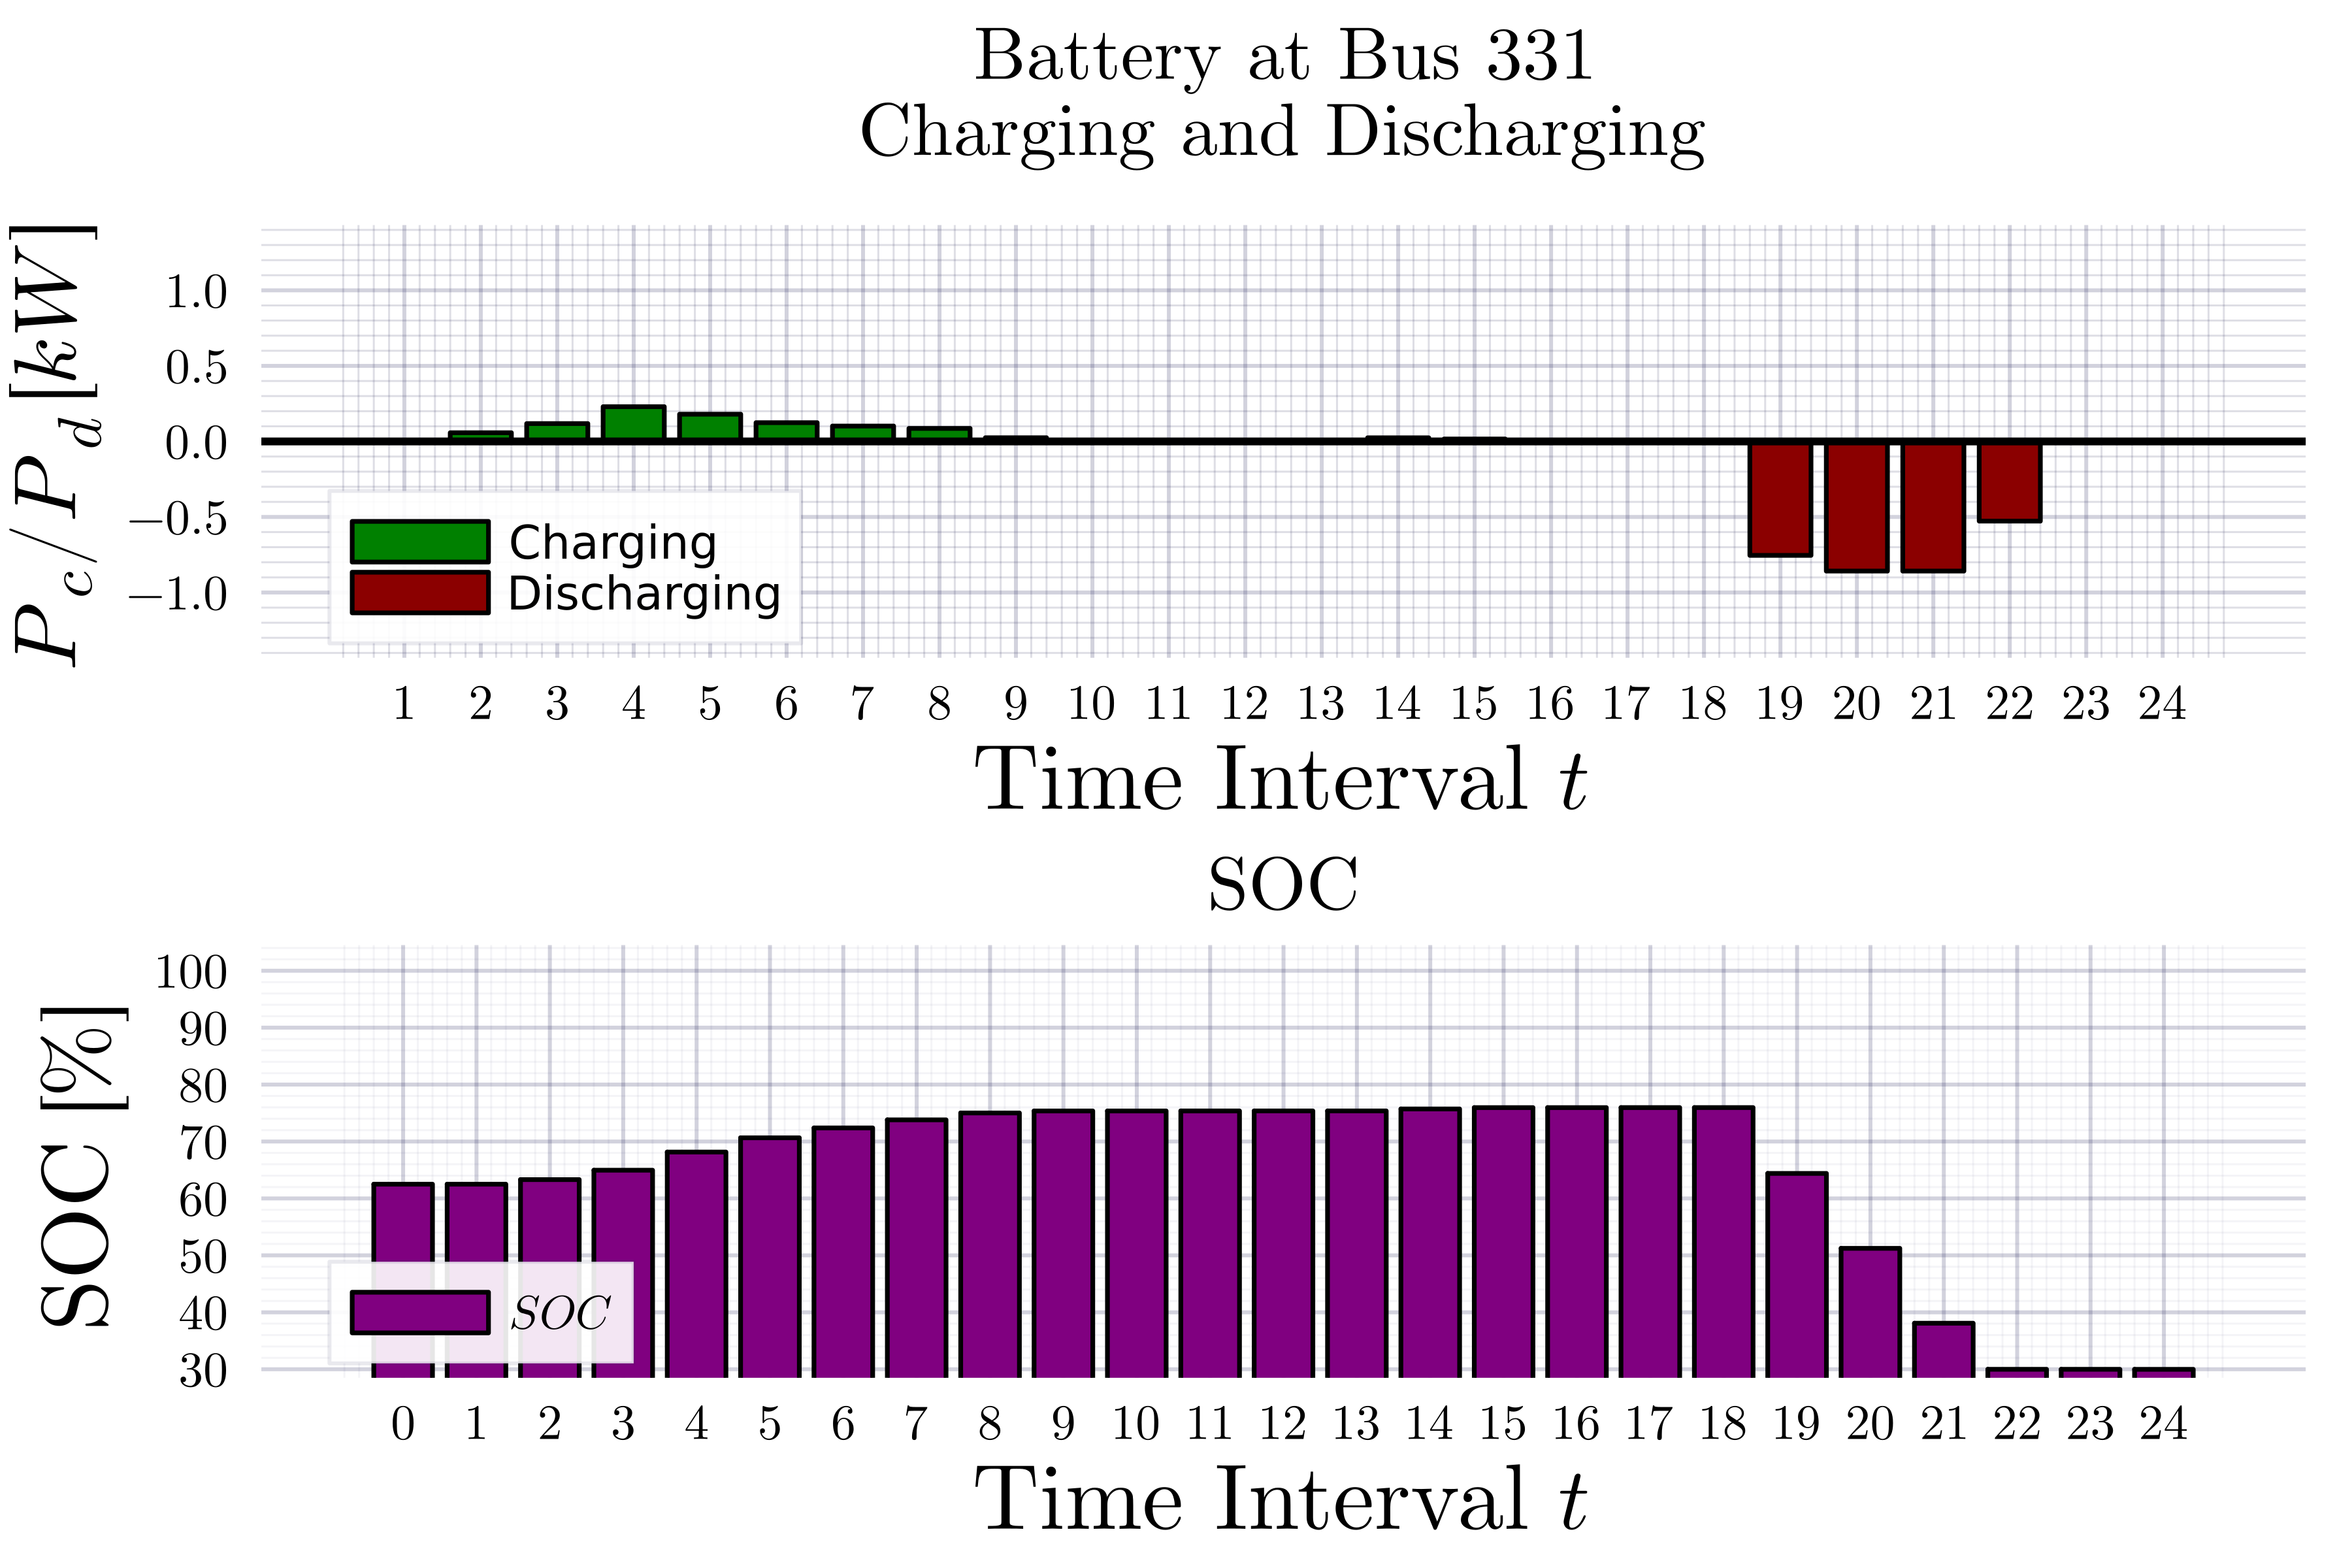 Battery at Bus 331
Charging and Discharging
P_c/P_d [kW]
1.0
0.5
0.0
−0.5
−1.0
Charging
Discharging
1 2 3 4 5 6 7 8 9 10 11 12 13 14 15 16 17 18 19 20 21 22 23 24
Time Interval t
SOC
SOC [%]
100
90
80
70
60
50
40
30
SOC
0 1 2 3 4 5 6 7 8 9 10 11 12 13 14 15 16 17 18 19 20 21 22 23 24
Time Interval t